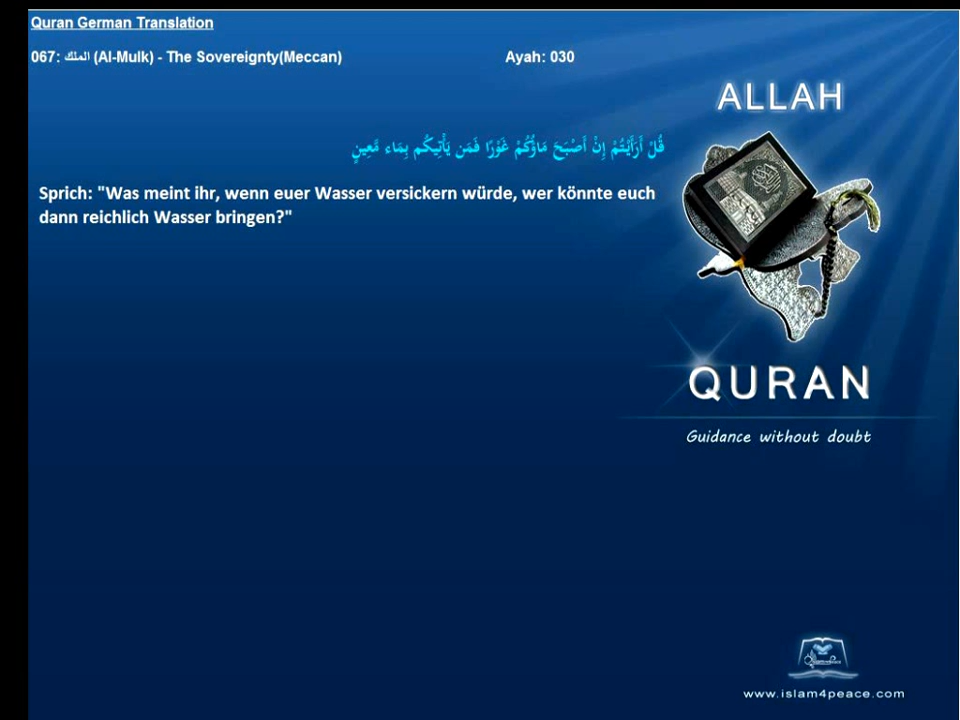 Quran German Translation
067: الملك (Al-Mulk) - The Sovereignty(Meccan) Ayah: 030
ALLAH
قُلْ أَرَأَيْتُمْ إِنْ أَصْبَحَ مَاؤُكُمْ غَوْرًا فَمَن يَأْتِيكُم بِمَاء مَّعِينٍ
Sprich: "Was meint ihr, wenn euer Wasser versickern würde, wer könnte euch
dann reichlich Wasser bringen?"
QURAN
Guidance without doubt
www.islam4peace.com